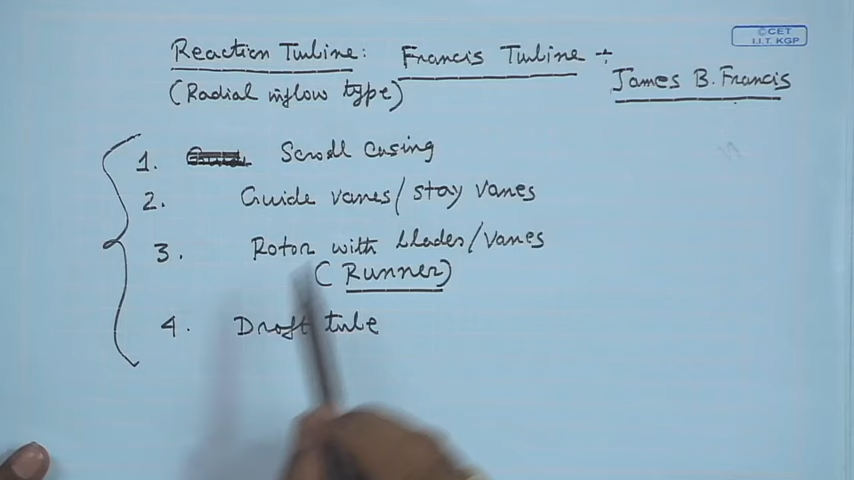 ©CET
I.I.T. KGP
Reaction Turbine: Francis Turbine ÷
James B. Francis
(Radial inflow type)
1. Scroll casing
2. Guide vanes/stay vanes
3. Rotor with blades/vanes
(Runner)
4. Draft tube